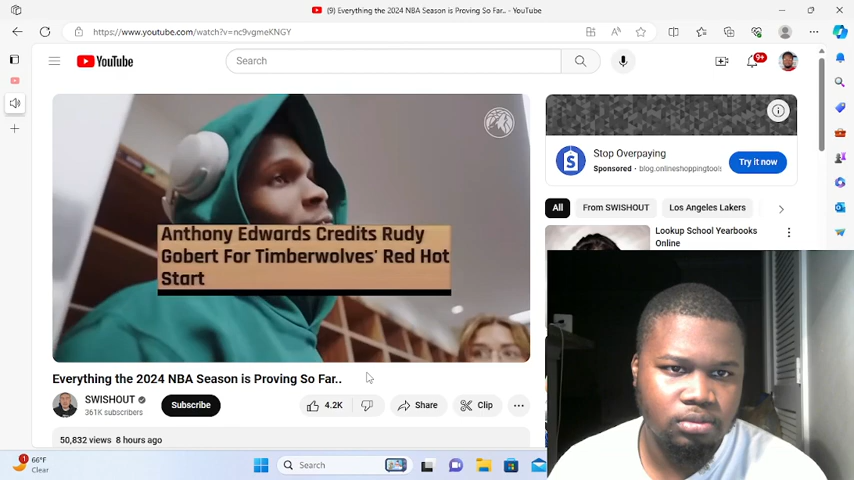 (9) Everything the 2024 NBA Season is Proving So Far.. - YouTube
https://www.youtube.com/watch?v=nc9vgmeKNGY
YouTube
Search
9+
Anthony Edwards Credits Rudy
Gobert For Timberwolves' Red Hot
Start
Stop Overpaying
Sponsored · blog.onlineshoppingtools
Try it now
All
From SWISHOUT
Los Angeles Lakers
Lookup School Yearbooks
Online
Everything the 2024 NBA Season is Proving So Far..
SWISHOUT
361K subscribers
Subscribe
4.2K
Share
Clip
50,832 views 8 hours ago
1
66°F
Clear
Search